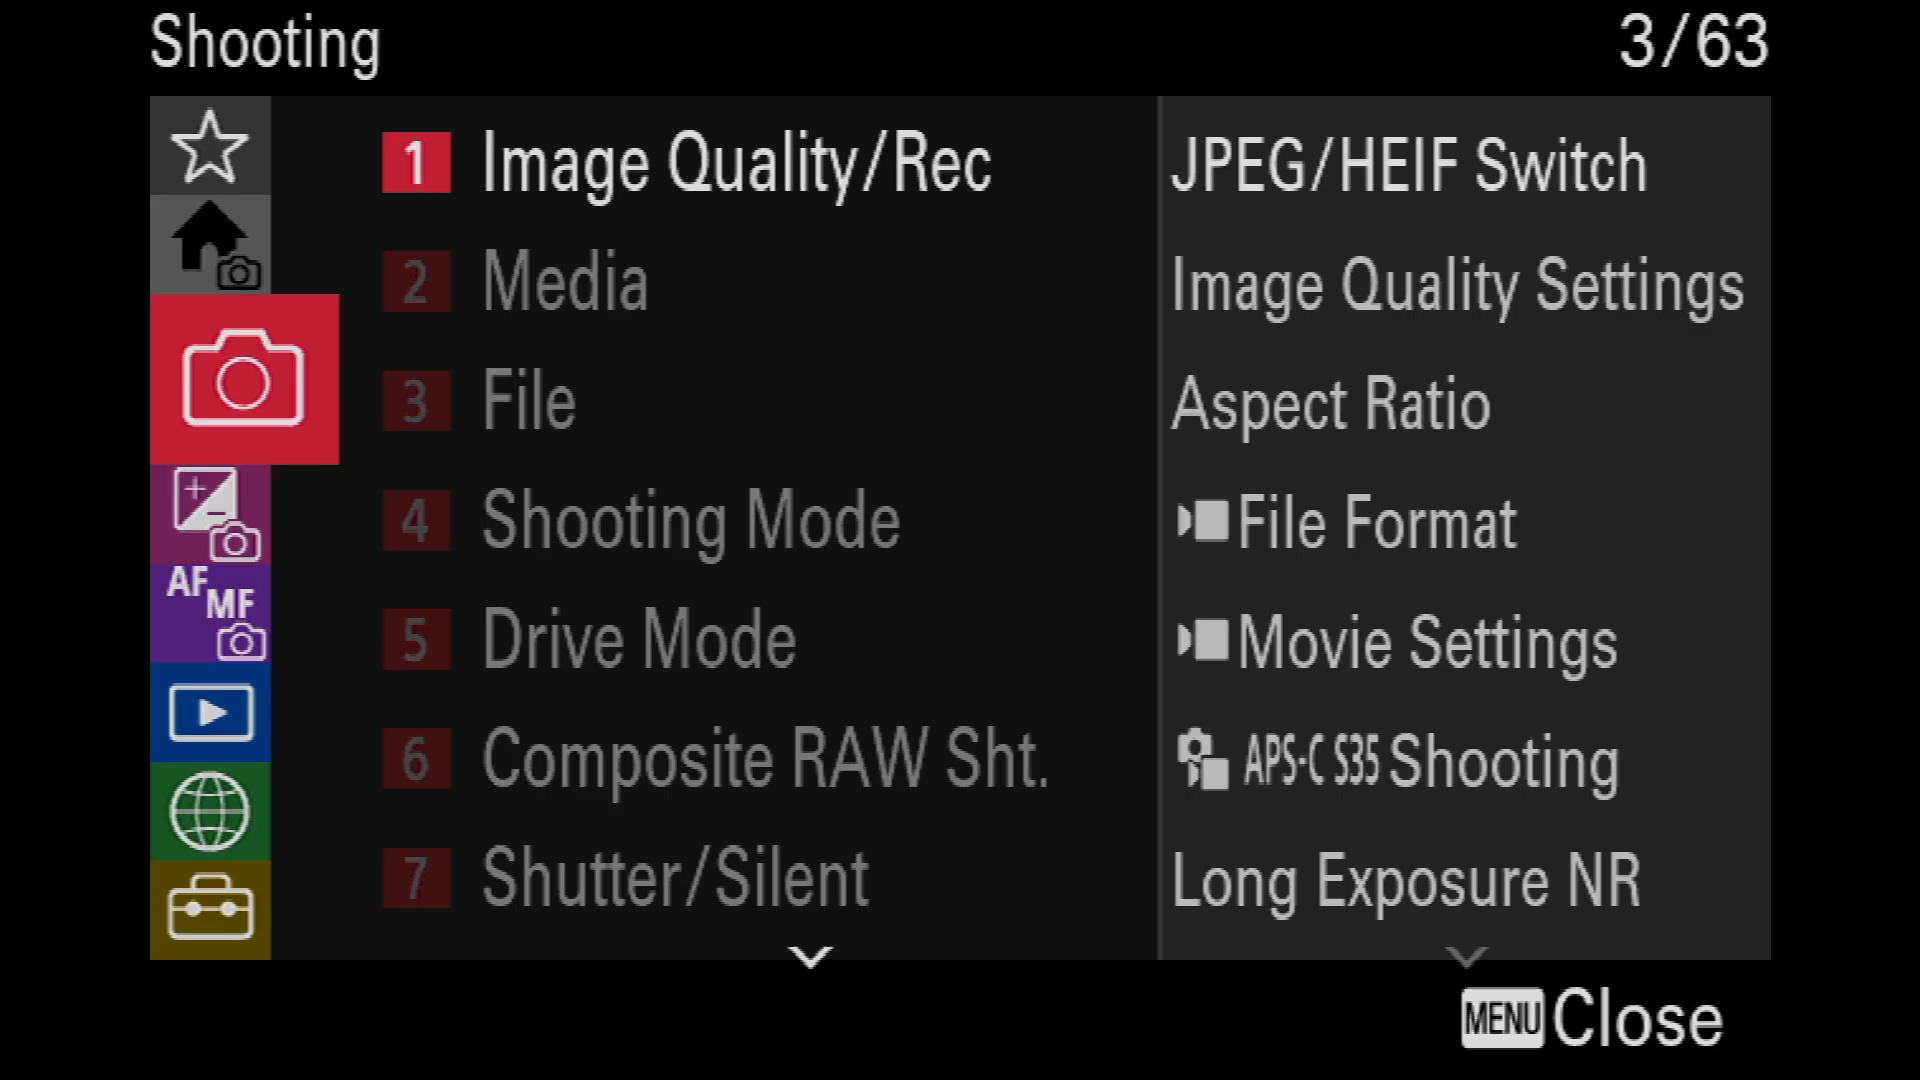 Shooting
3/63
1 Image Quality/Rec
2 Media
3 File
4 Shooting Mode
5 Drive Mode
6 Composite RAW Sht.
7 Shutter/Silent
AF MF
JPEG/HEIF Switch
Image Quality Settings
Aspect Ratio
File Format
Movie Settings
APS-C S35 Shooting
Long Exposure NR
MENU Close